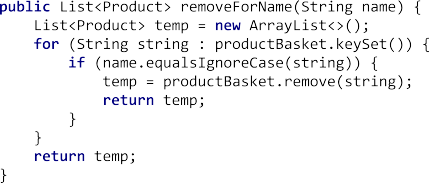 public List<Product> removeForName(String name) {
    List<Product> temp = new ArrayList<>();
    for (String string : productBasket.keySet()) {
        if (name.equalsIgnoreCase(string)) {
            temp = productBasket.remove(string);
            return temp;
        }
    }
    return temp;
}